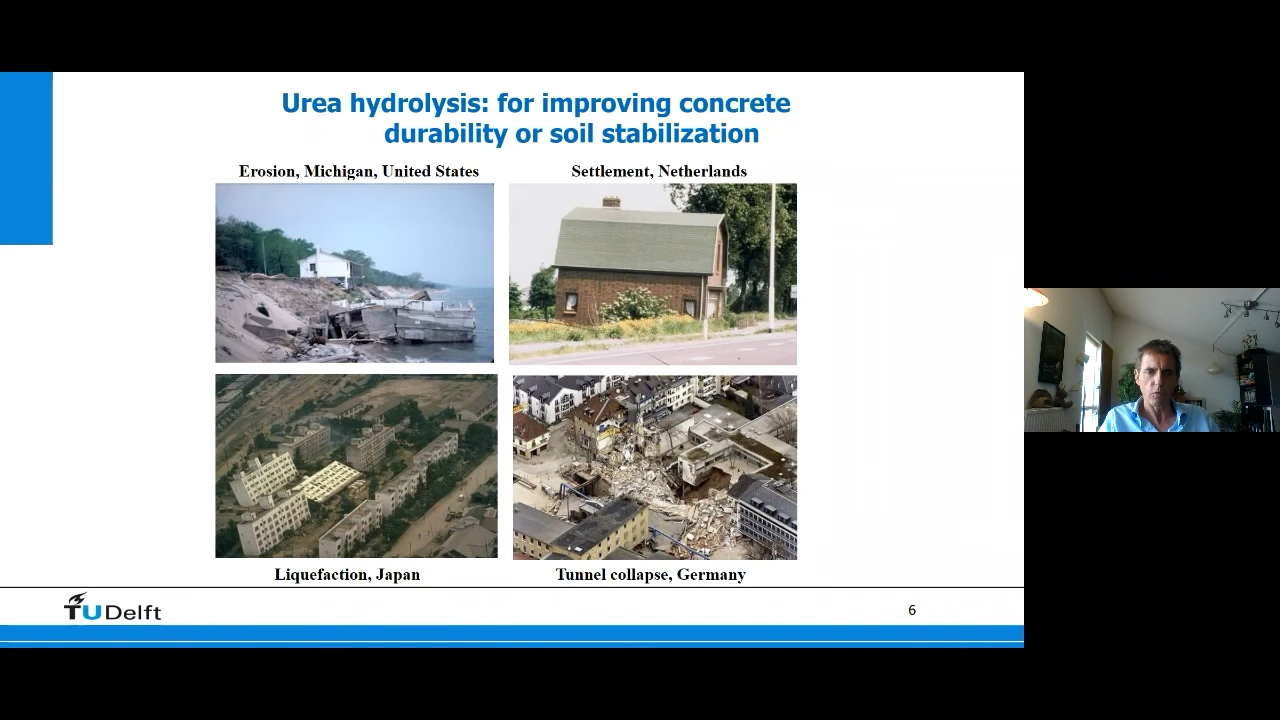 Urea hydrolysis: for improving concrete
durability or soil stabilization
Erosion, Michigan, United States
Settlement, Netherlands
Liquefaction, Japan
Tunnel collapse, Germany
TUDelft
6